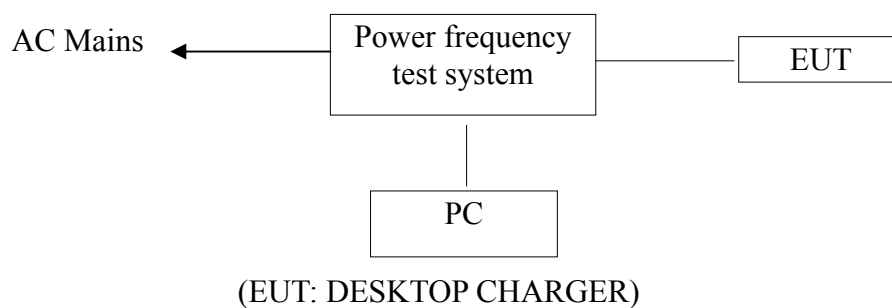 AC Mains
Power frequency
test system
EUT
PC
(EUT: DESKTOP CHARGER)